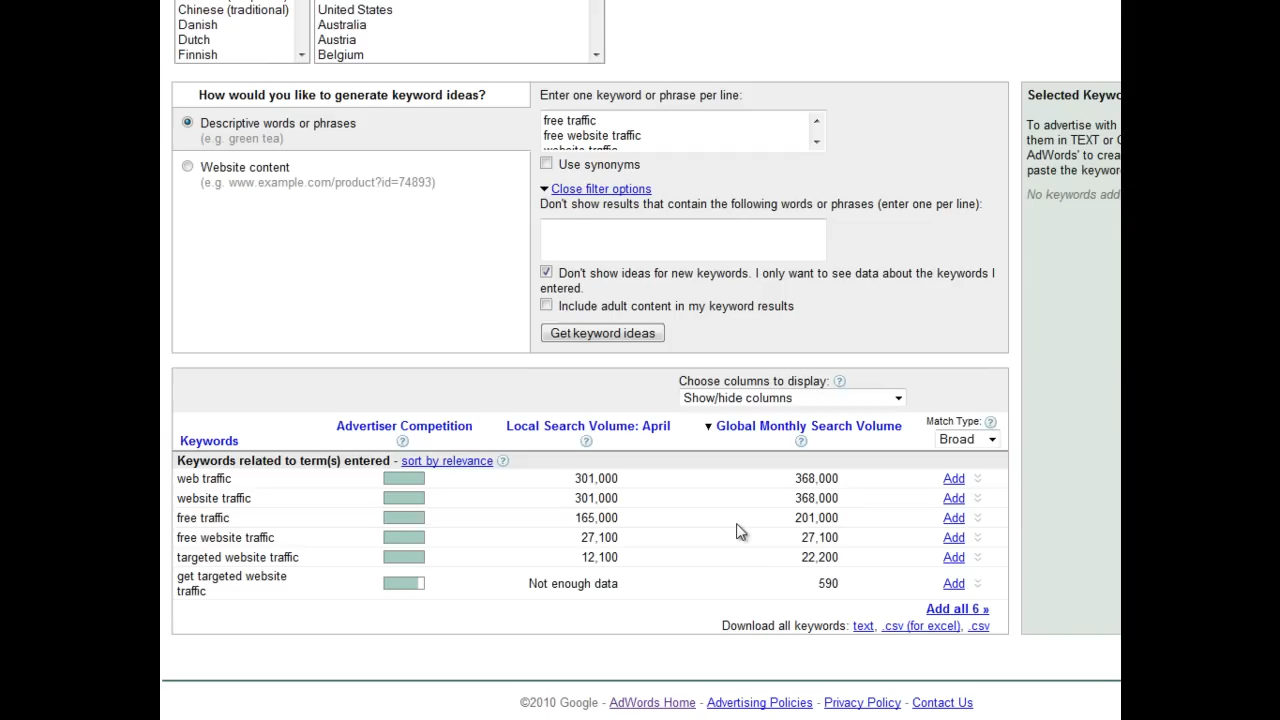 Chinese (traditional)
Danish
Dutch
Finnish
United States
Australia
Austria
Belgium
How would you like to generate keyword ideas?
Descriptive words or phrases
(e.g. green tea)
Website content
(e.g. www.example.com/product?id=74893)
Enter one keyword or phrase per line:
free traffic
free website traffic
website traffic
Use synonyms
Close filter options
Don't show results that contain the following words or phrases (enter one per line):
Don't show ideas for new keywords. I only want to see data about the keywords I
entered.
Include adult content in my keyword results
Get keyword ideas
Selected Keywo
To advertise with
them in TEXT or C
AdWords' to crea
paste the keywor
No keywords add
Choose columns to display: ?
Show/hide columns
Keywords Advertiser Competition ? Local Search Volume: April ? Global Monthly Search Volume ? Match Type: ? Broad
Keywords related to term(s) entered - sort by relevance ?
web traffic 301,000 368,000 Add
website traffic 301,000 368,000 Add
free traffic 165,000 201,000 Add
free website traffic 27,100 27,100 Add
targeted website traffic 12,100 22,200 Add
get targeted website
traffic Not enough data 590 Add
Add all 6 »
Download all keywords: text, .csv (for excel), .csv
©2010 Google - AdWords Home - Advertising Policies - Privacy Policy - Contact Us